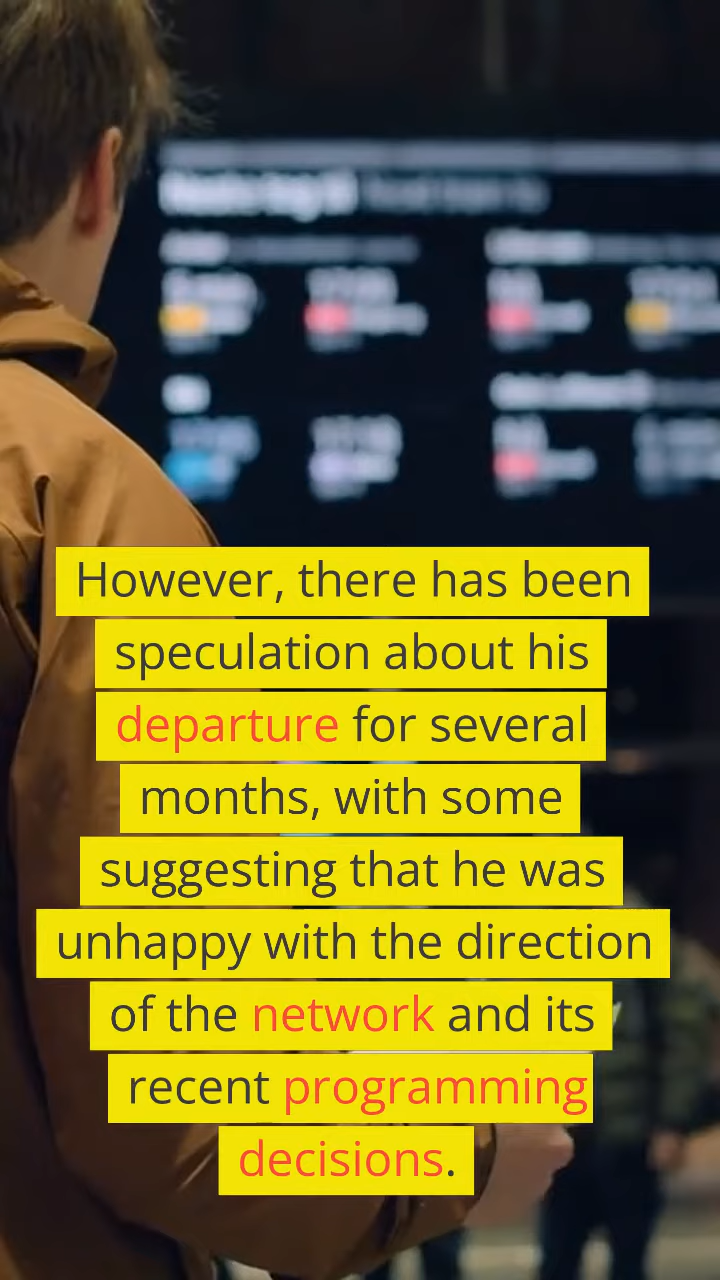 However, there has been
speculation about his
departure for several
months, with some
suggesting that he was
unhappy with the direction
of the network and its
recent programming
decisions.